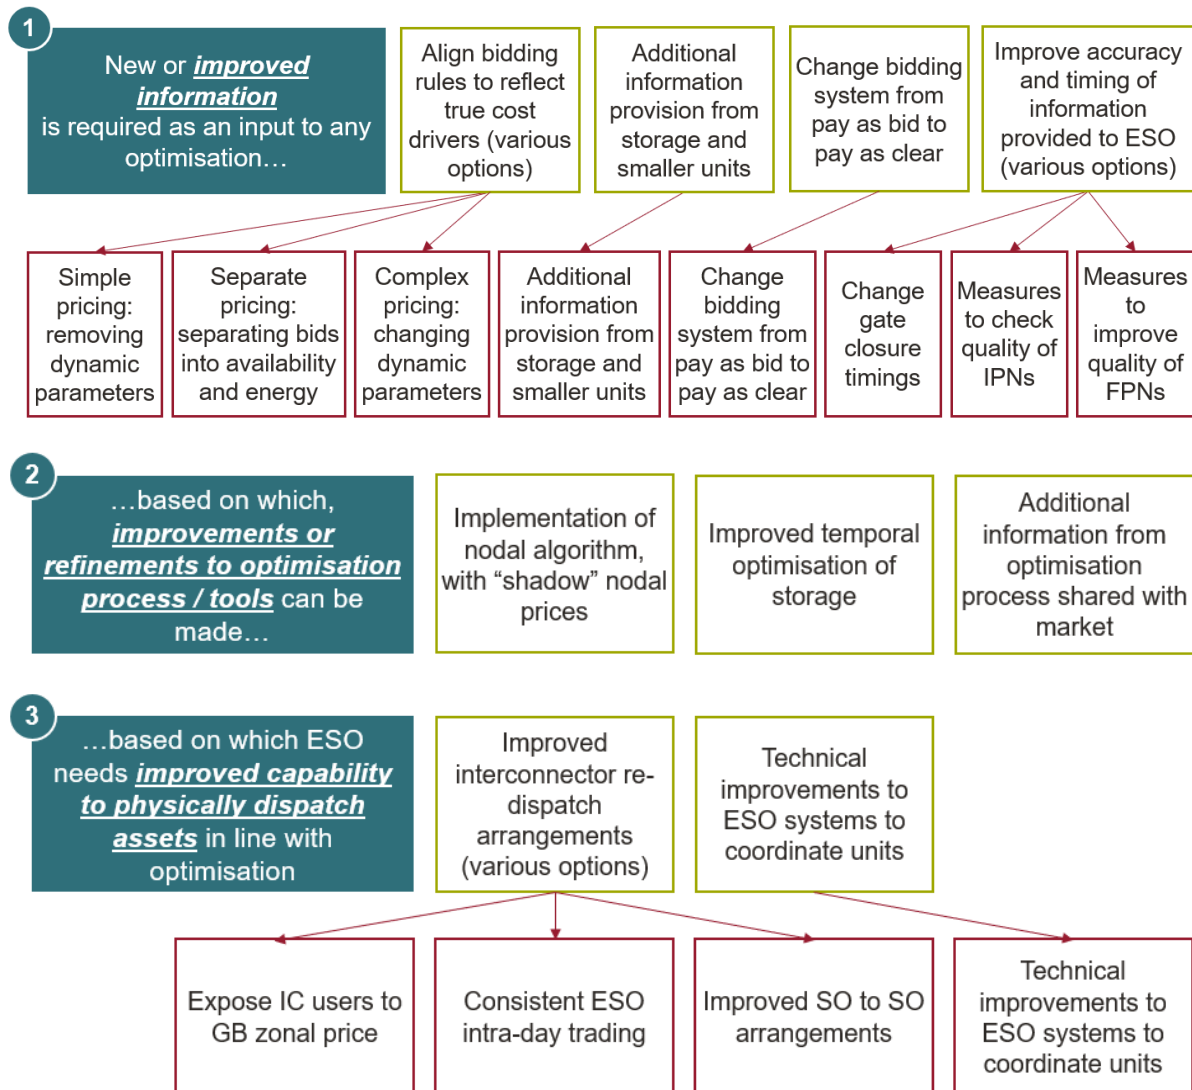 1
New or improved
information
is required as an input to any
optimisation…
Align bidding
rules to reflect
true cost
drivers (various
options)
Additional
information
provision from
storage and
smaller units
Change bidding
system from
pay as bid to
pay as clear
Improve accuracy
and timing of
information
provided to ESO
(various options)
Simple
pricing:
removing
dynamic
parameters
Separate
pricing:
separating bids
into availability
and energy
Complex
pricing:
changing
dynamic
parameters
Additional
information
provision from
storage and
smaller units
Change
bidding
system from
pay as bid to
pay as clear
Change
gate
closure
timings
Measures
to check
quality of
IPNs
Measures
to
improve
quality of
FPNs
2
…based on which,
improvements or
refinements to optimisation
process / tools can be
made…
Implementation of
nodal algorithm,
with “shadow” nodal
prices
Improved temporal
optimisation of
storage
Additional
information from
optimisation
process shared with
market
3
…based on which ESO
needs improved capability
to physically dispatch
assets in line with
optimisation
Improved
interconnector re-
dispatch
arrangements
(various options)
Technical
improvements to
ESO systems to
coordinate units
Expose IC users to
GB zonal price
Consistent ESO
intra-day trading
Improved SO to SO
arrangements
Technical
improvements to
ESO systems to
coordinate units